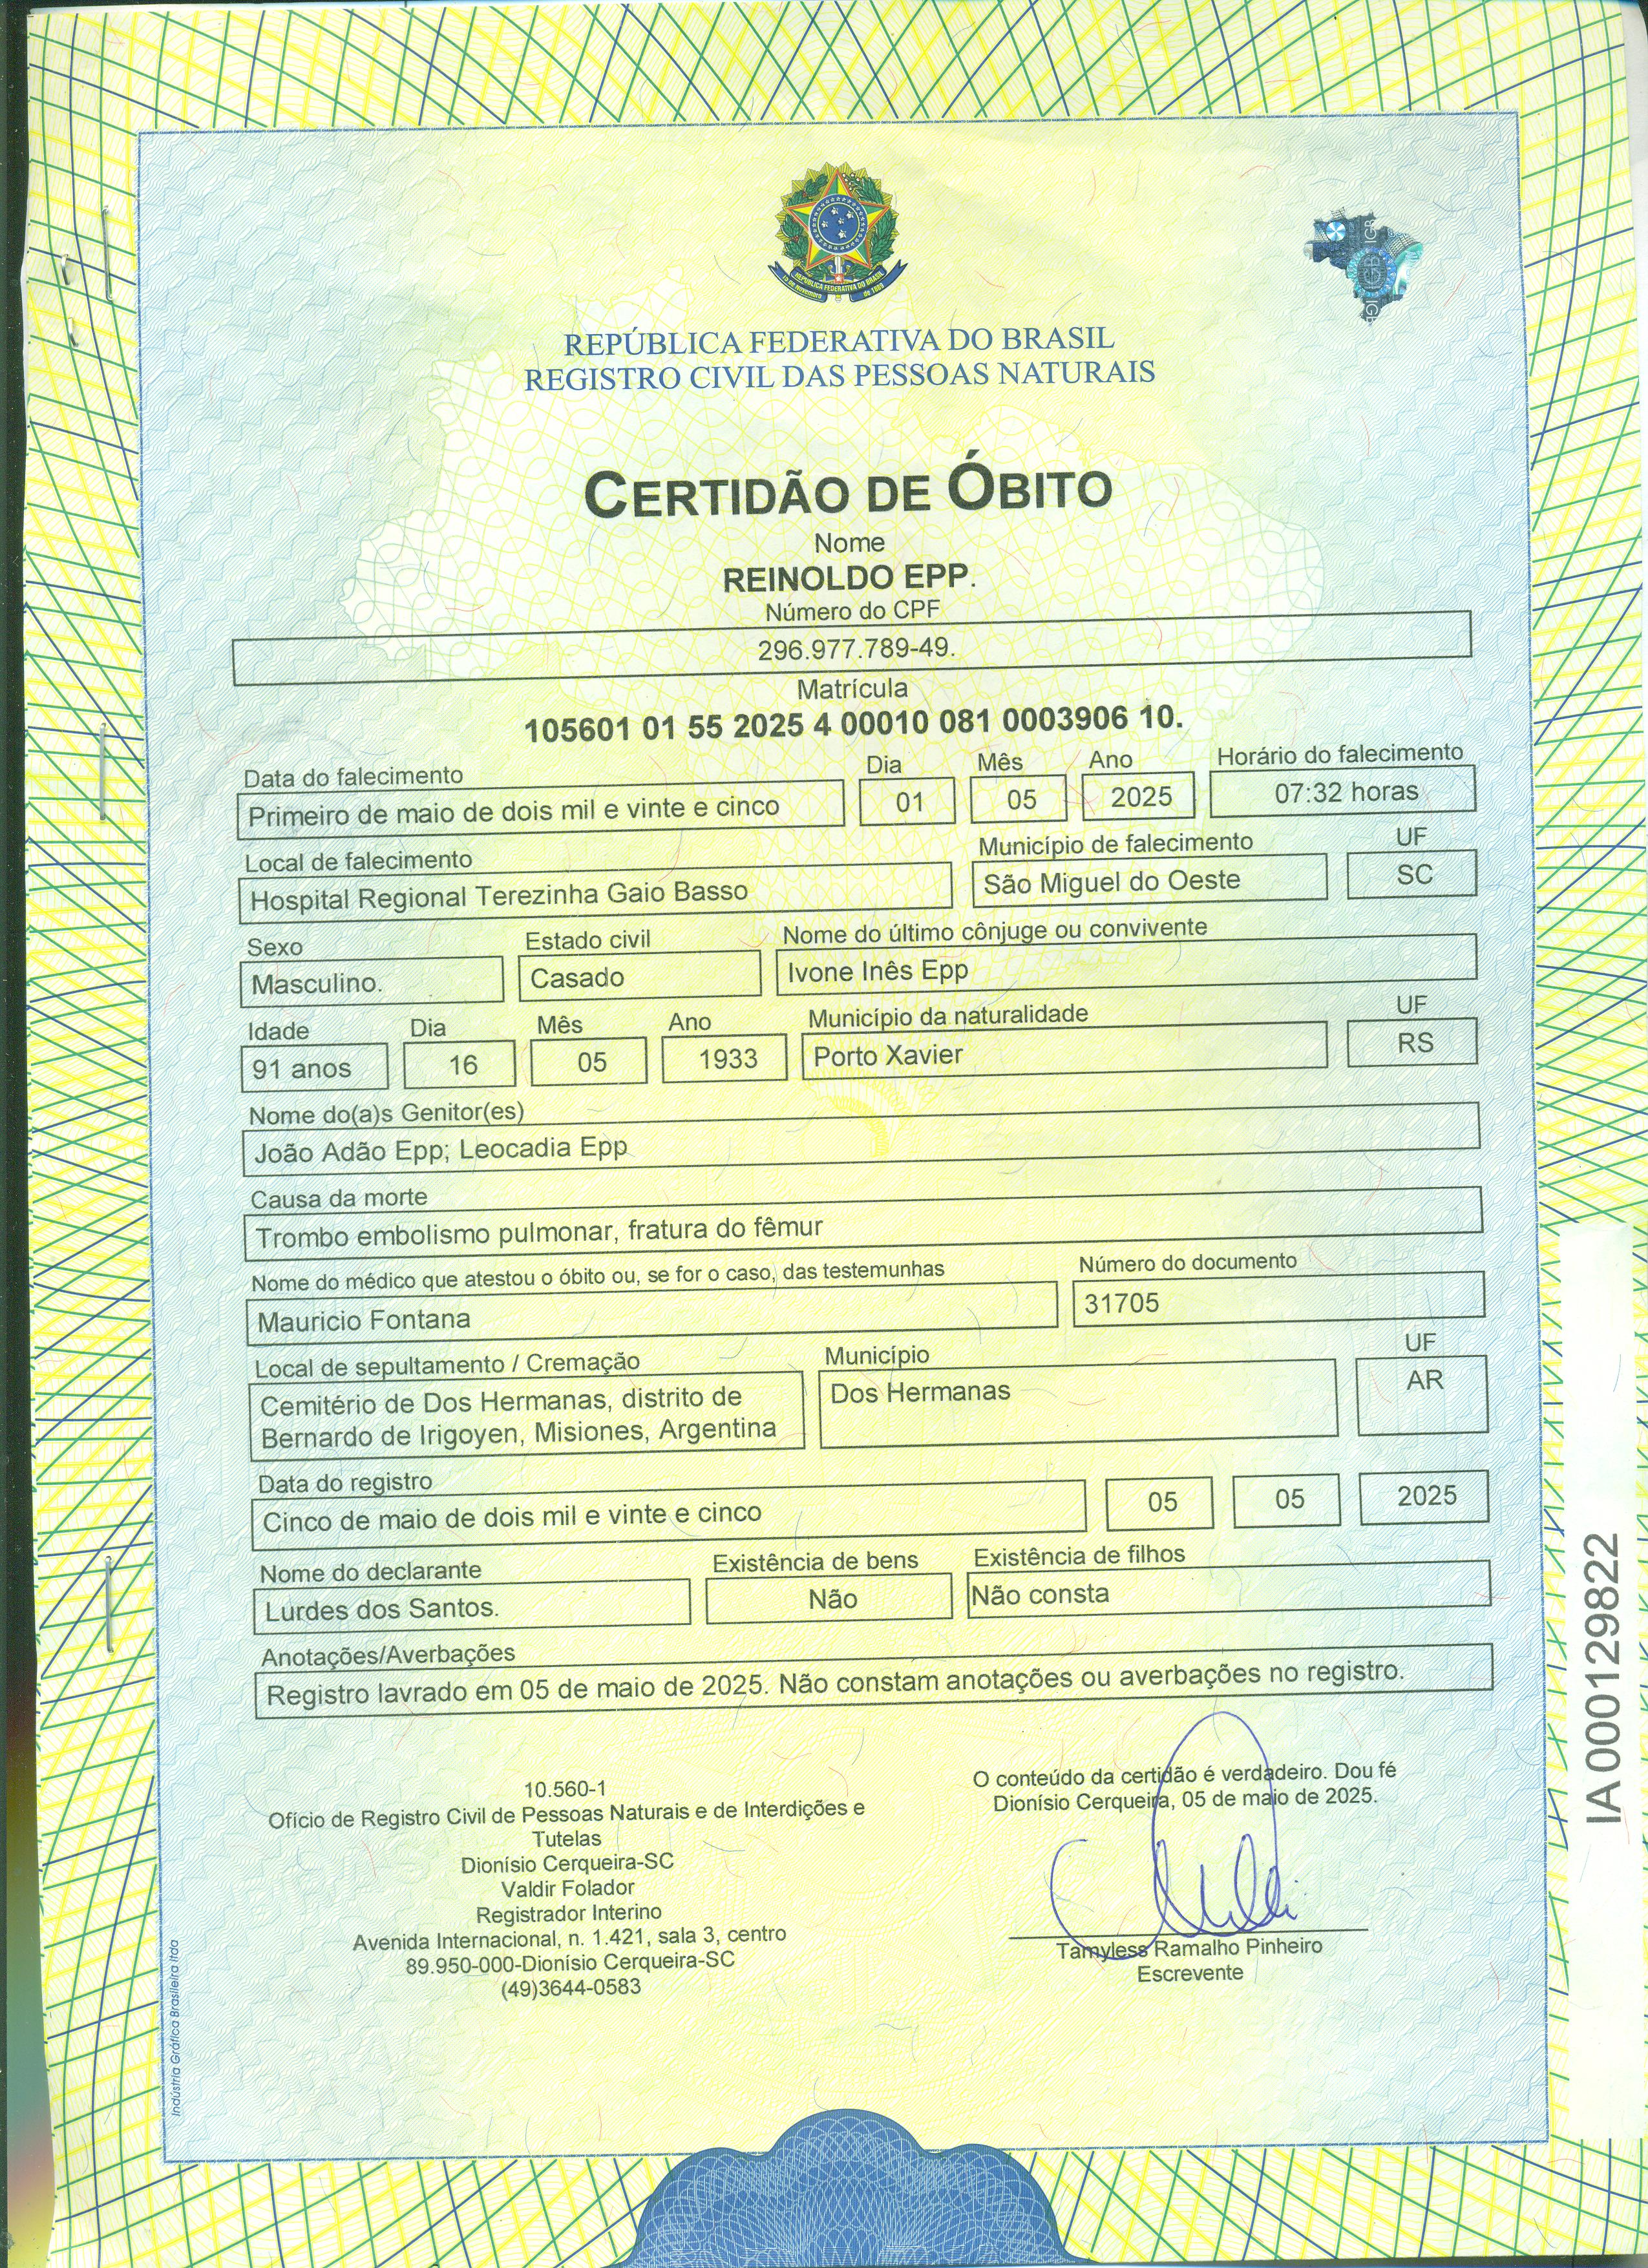 REPÚBLICA FEDERATIVA DO BRASIL
15 de Novembro
de 1889
REPÚBLICA FEDERATIVA DO BRASIL
REGISTRO CIVIL DAS PESSOAS NATURAIS
CERTIDÃO DE ÓBITO
Nome
REINOLDO EPP.
Número do CPF
296.977.789-49.
Matrícula
105601 01 55 2025 4 00010 081 0003906 10.
Data do falecimento Dia Mês Ano Horário do falecimento
Primeiro de maio de dois mil e vinte e cinco 01 05 2025 07:32 horas
Local de falecimento Município de falecimento UF
Hospital Regional Terezinha Gaio Basso São Miguel do Oeste SC
Sexo Estado civil Nome do último cônjuge ou convivente
Masculino. Casado Ivone Inês Epp
Idade Dia Mês Ano Município da naturalidade UF
91 anos 16 05 1933 Porto Xavier RS
Nome do(a)s Genitor(es)
João Adão Epp; Leocadia Epp
Causa da morte
Trombo embolismo pulmonar, fratura do fêmur
Nome do médico que atestou o óbito ou, se for o caso, das testemunhas Número do documento
Mauricio Fontana 31705
Local de sepultamento / Cremação Município UF
Cemitério de Dos Hermanas, distrito de Dos Hermanas AR
Bernardo de Irigoyen, Misiones, Argentina
Data do registro
Cinco de maio de dois mil e vinte e cinco 05 05 2025
Nome do declarante Existência de bens Existência de filhos
Lurdes dos Santos. Não Não consta
Anotações/Averbações
Registro lavrado em 05 de maio de 2025. Não constam anotações ou averbações no registro.
10.560-1
Ofício de Registro Civil de Pessoas Naturais e de Interdições e
Tutelas
Dionísio Cerqueira-SC
Valdir Folador
Registrador Interino
Avenida Internacional, n. 1.421, sala 3, centro
89.950-000-Dionísio Cerqueira-SC
(49)3644-0583
O conteúdo da certidão é verdadeiro. Dou fé
Dionísio Cerqueira, 05 de maio de 2025.
Tamyless Ramalho Pinheiro
Escrevente
IA 000129822
Indústria Gráfica Brasileira ltda